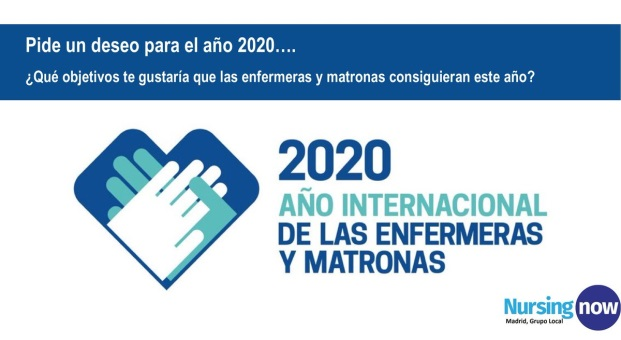 Pide un deseo para el año 2020....
¿Qué objetivos te gustaría que las enfermeras y matronas consiguieran este año?
2020
AÑO INTERNACIONAL
DE LAS ENFERMERAS
Y MATRONAS
Nursing now
Madrid, Grupo Local